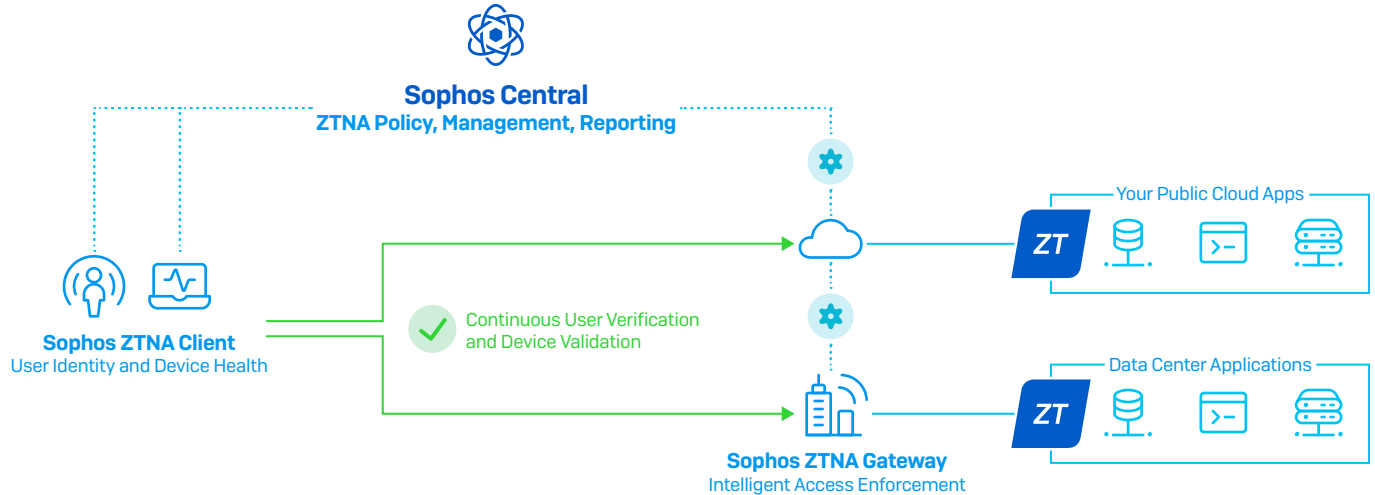 Sophos Central
ZTNA Policy, Management, Reporting
Your Public Cloud Apps
ZT
Continuous User Verification
and Device Validation
Sophos ZTNA Client
User Identity and Device Health
Data Center Applications
ZT
Sophos ZTNA Gateway
Intelligent Access Enforcement